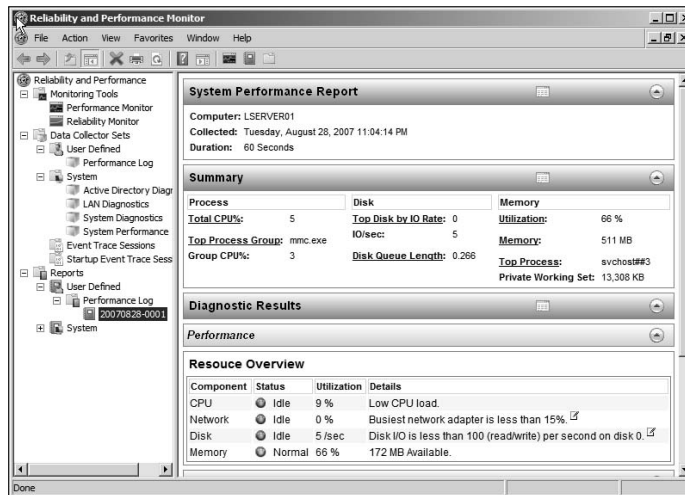 Reliability and Performance Monitor
File Action View Favorites Window Help
Reliability and Performance
Monitoring Tools
Performance Monitor
Reliability Monitor
Data Collector Sets
User Defined
Performance Log
System
Active Directory Diagr
LAN Diagnostics
System Diagnostics
System Performance
Event Trace Sessions
Startup Event Trace Sess
Reports
User Defined
Performance Log
20070828-0001
System
System Performance Report
Computer: LSERVER01
Collected: Tuesday, August 28, 2007 11:04:14 PM
Duration: 60 Seconds
Summary
Process Disk Memory
Total CPU%: 5 Top Disk by IO Rate: 0 Utilization: 66 %
Top Process Group: mmc.exe IO/sec: 5 Memory: 511 MB
Group CPU%: 3 Disk Queue Length: 0.266 Top Process: svchost##3
Private Working Set: 13,308 KB
Diagnostic Results
Performance
Resouce Overview
Component Status Utilization Details
CPU Idle 9 % Low CPU load.
Network Idle 0 % Busiest network adapter is less than 15%.
Disk Idle 5 /sec Disk I/O is less than 100 (read/write) per second on disk 0.
Memory Normal 66 % 172 MB Available.
Done